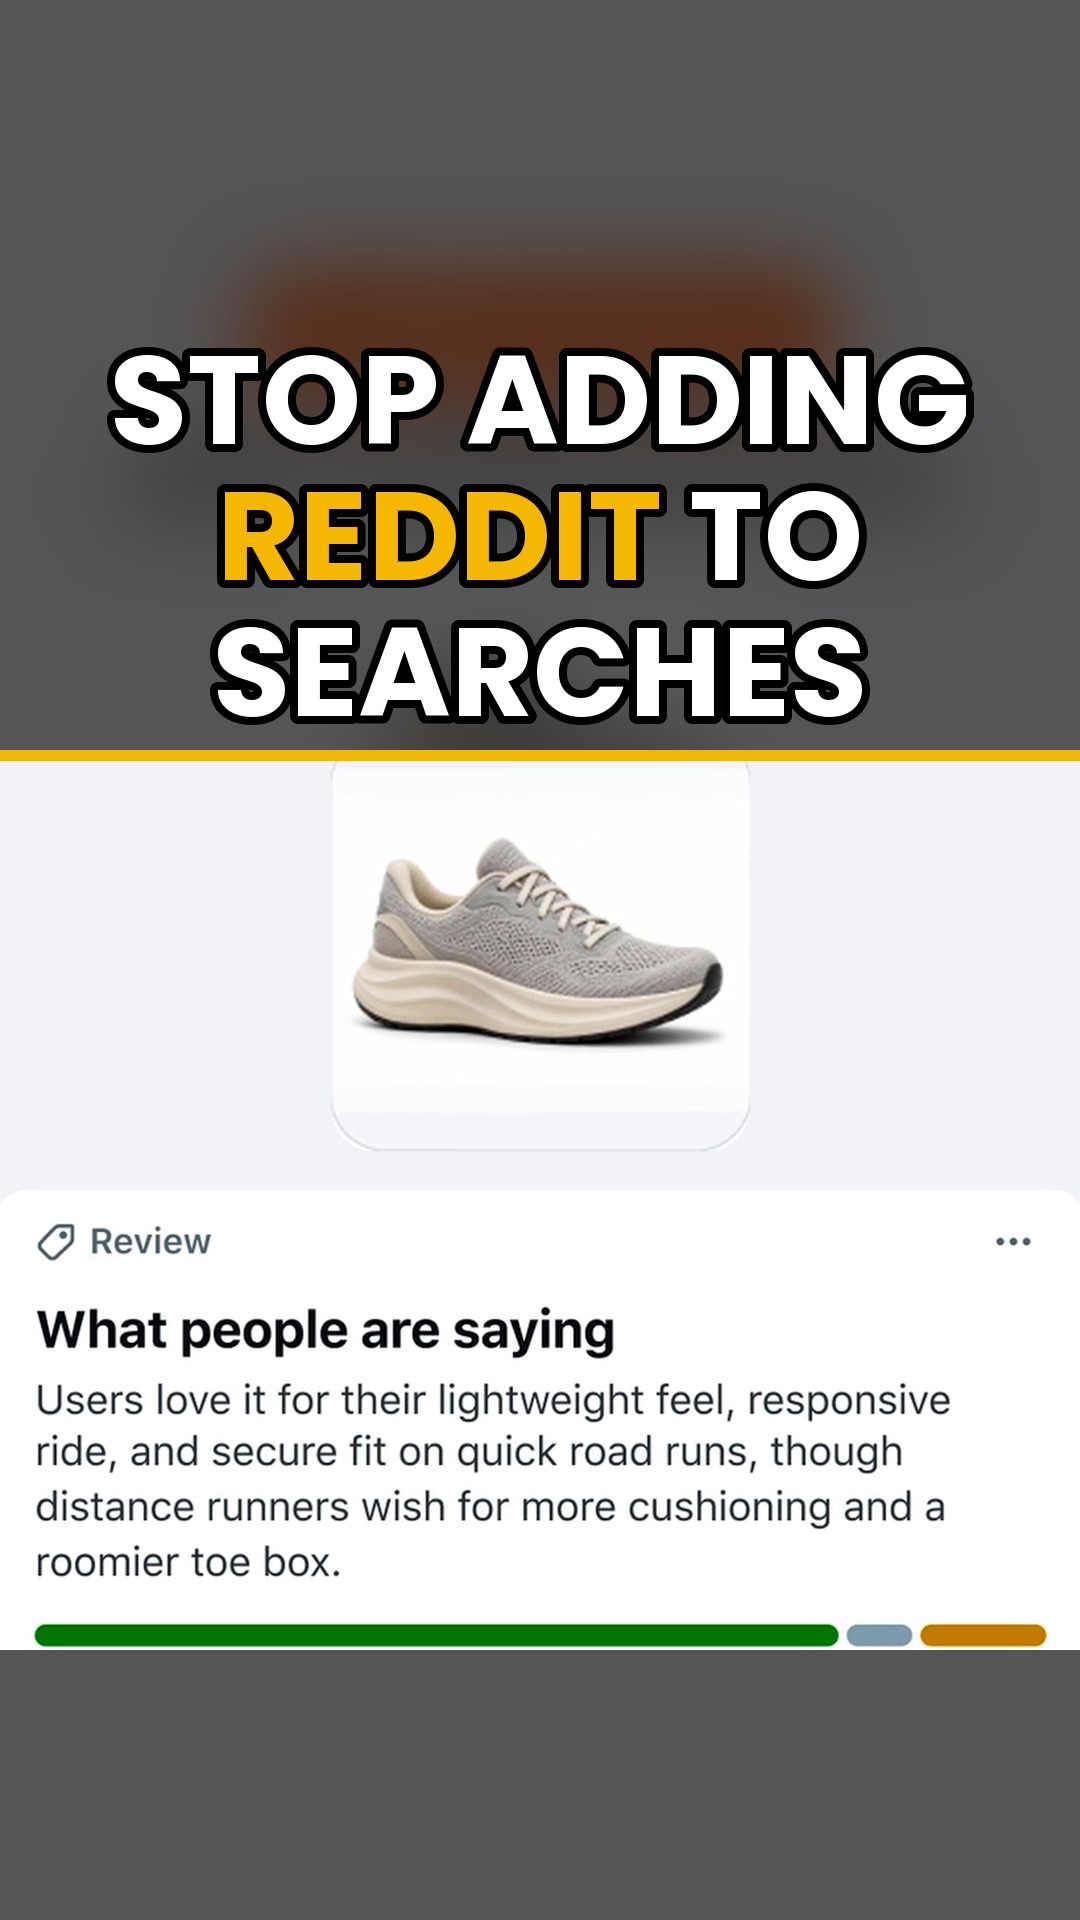 STOP ADDING
REDDIT TO
SEARCHES
Review
What people are saying
Users love it for their lightweight feel, responsive
ride, and secure fit on quick road runs, though
distance runners wish for more cushioning and a
roomier toe box.